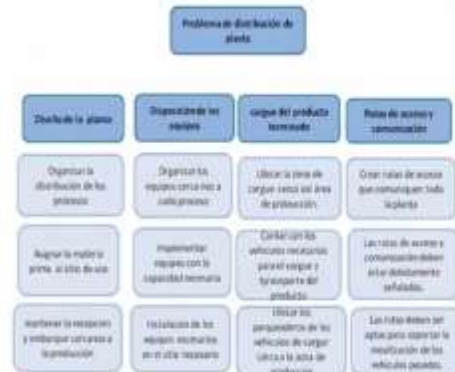 Problema de distribución de
planta
Diseño de la planta
Disposición de los
equipos
cargue del producto
terminado
Rutas de acceso y
comunicación
Organizar la
distribución de los
procesos
Organizar los
equipos cercanos a
cada proceso
Ubicar la zona de
cargue cerca al área
de producción
Crear rutas de acceso
que comuniquen toda
la planta
Asignar la materia
prima al sitio de uso
Implementar
equipos con la
capacidad necesaria
Contar con los
vehículos necesarios
para el cargue y
transporte del
producto
Las rutas de acceso y
comunicación deben
estar debidamente
señaladas.
mantener la recepción
y embarque cercanos a
la producción
Instalación de los
equipos necesarios
en el sitio necesario
Ubicar los
parqueaderos de los
vehículos de cargue
cerca a la zona de
producción
Las rutas deben ser
aptas para soportar la
movilización de los
vehículos pesados.